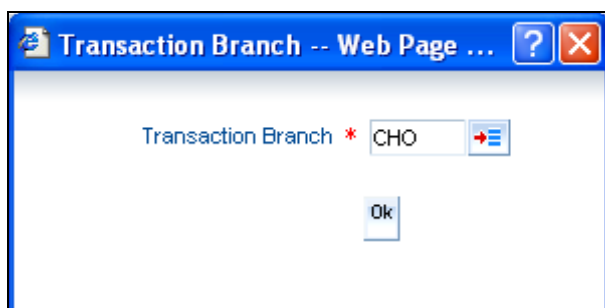 Transaction Branch -- Web Page ...
Transaction Branch * CHO
Ok